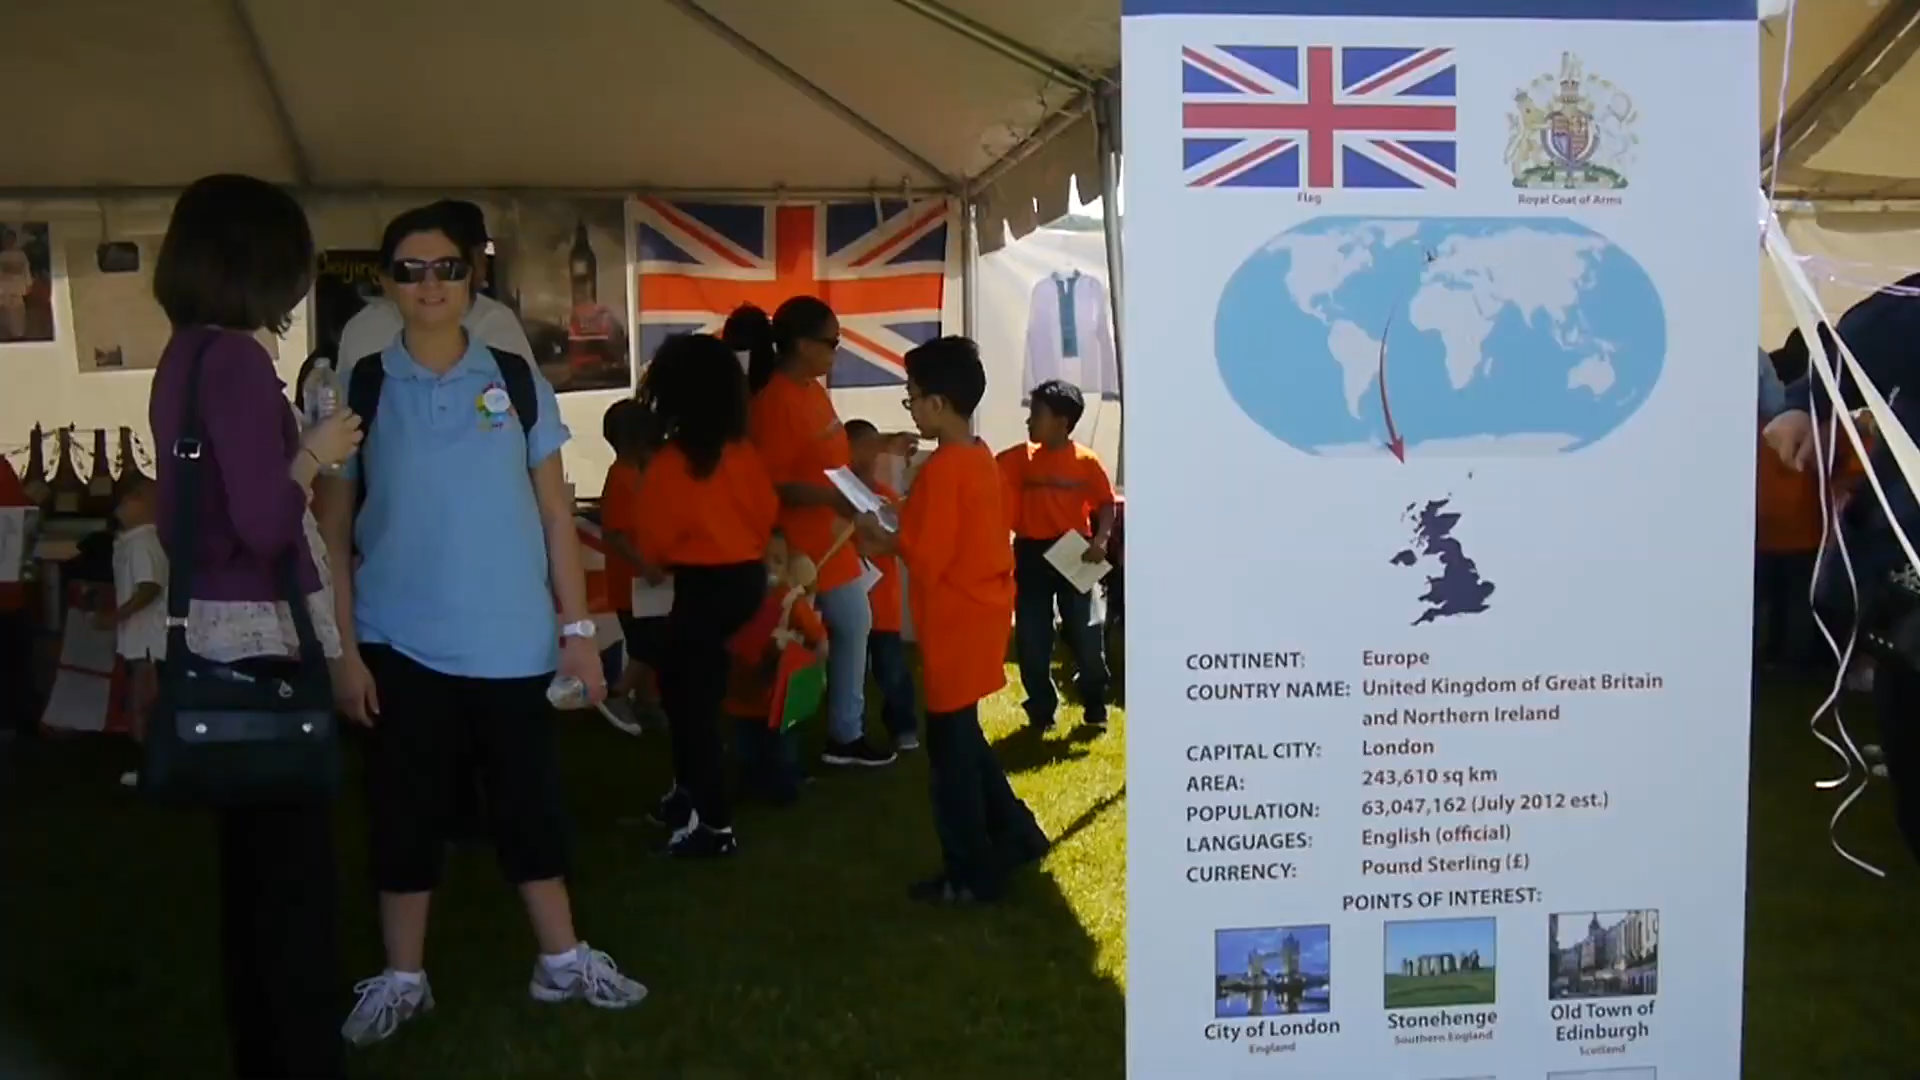 Beijing
Flag
Royal Coat of Arms
CONTINENT: Europe
COUNTRY NAME: United Kingdom of Great Britain
and Northern Ireland
CAPITAL CITY: London
AREA: 243,610 sq km
POPULATION: 63,047,162 (July 2012 est.)
LANGUAGES: English (official)
CURRENCY: Pound Sterling (£)
POINTS OF INTEREST:
City of London
England
Stonehenge
Southern England
Old Town of
Edinburgh
Scotland